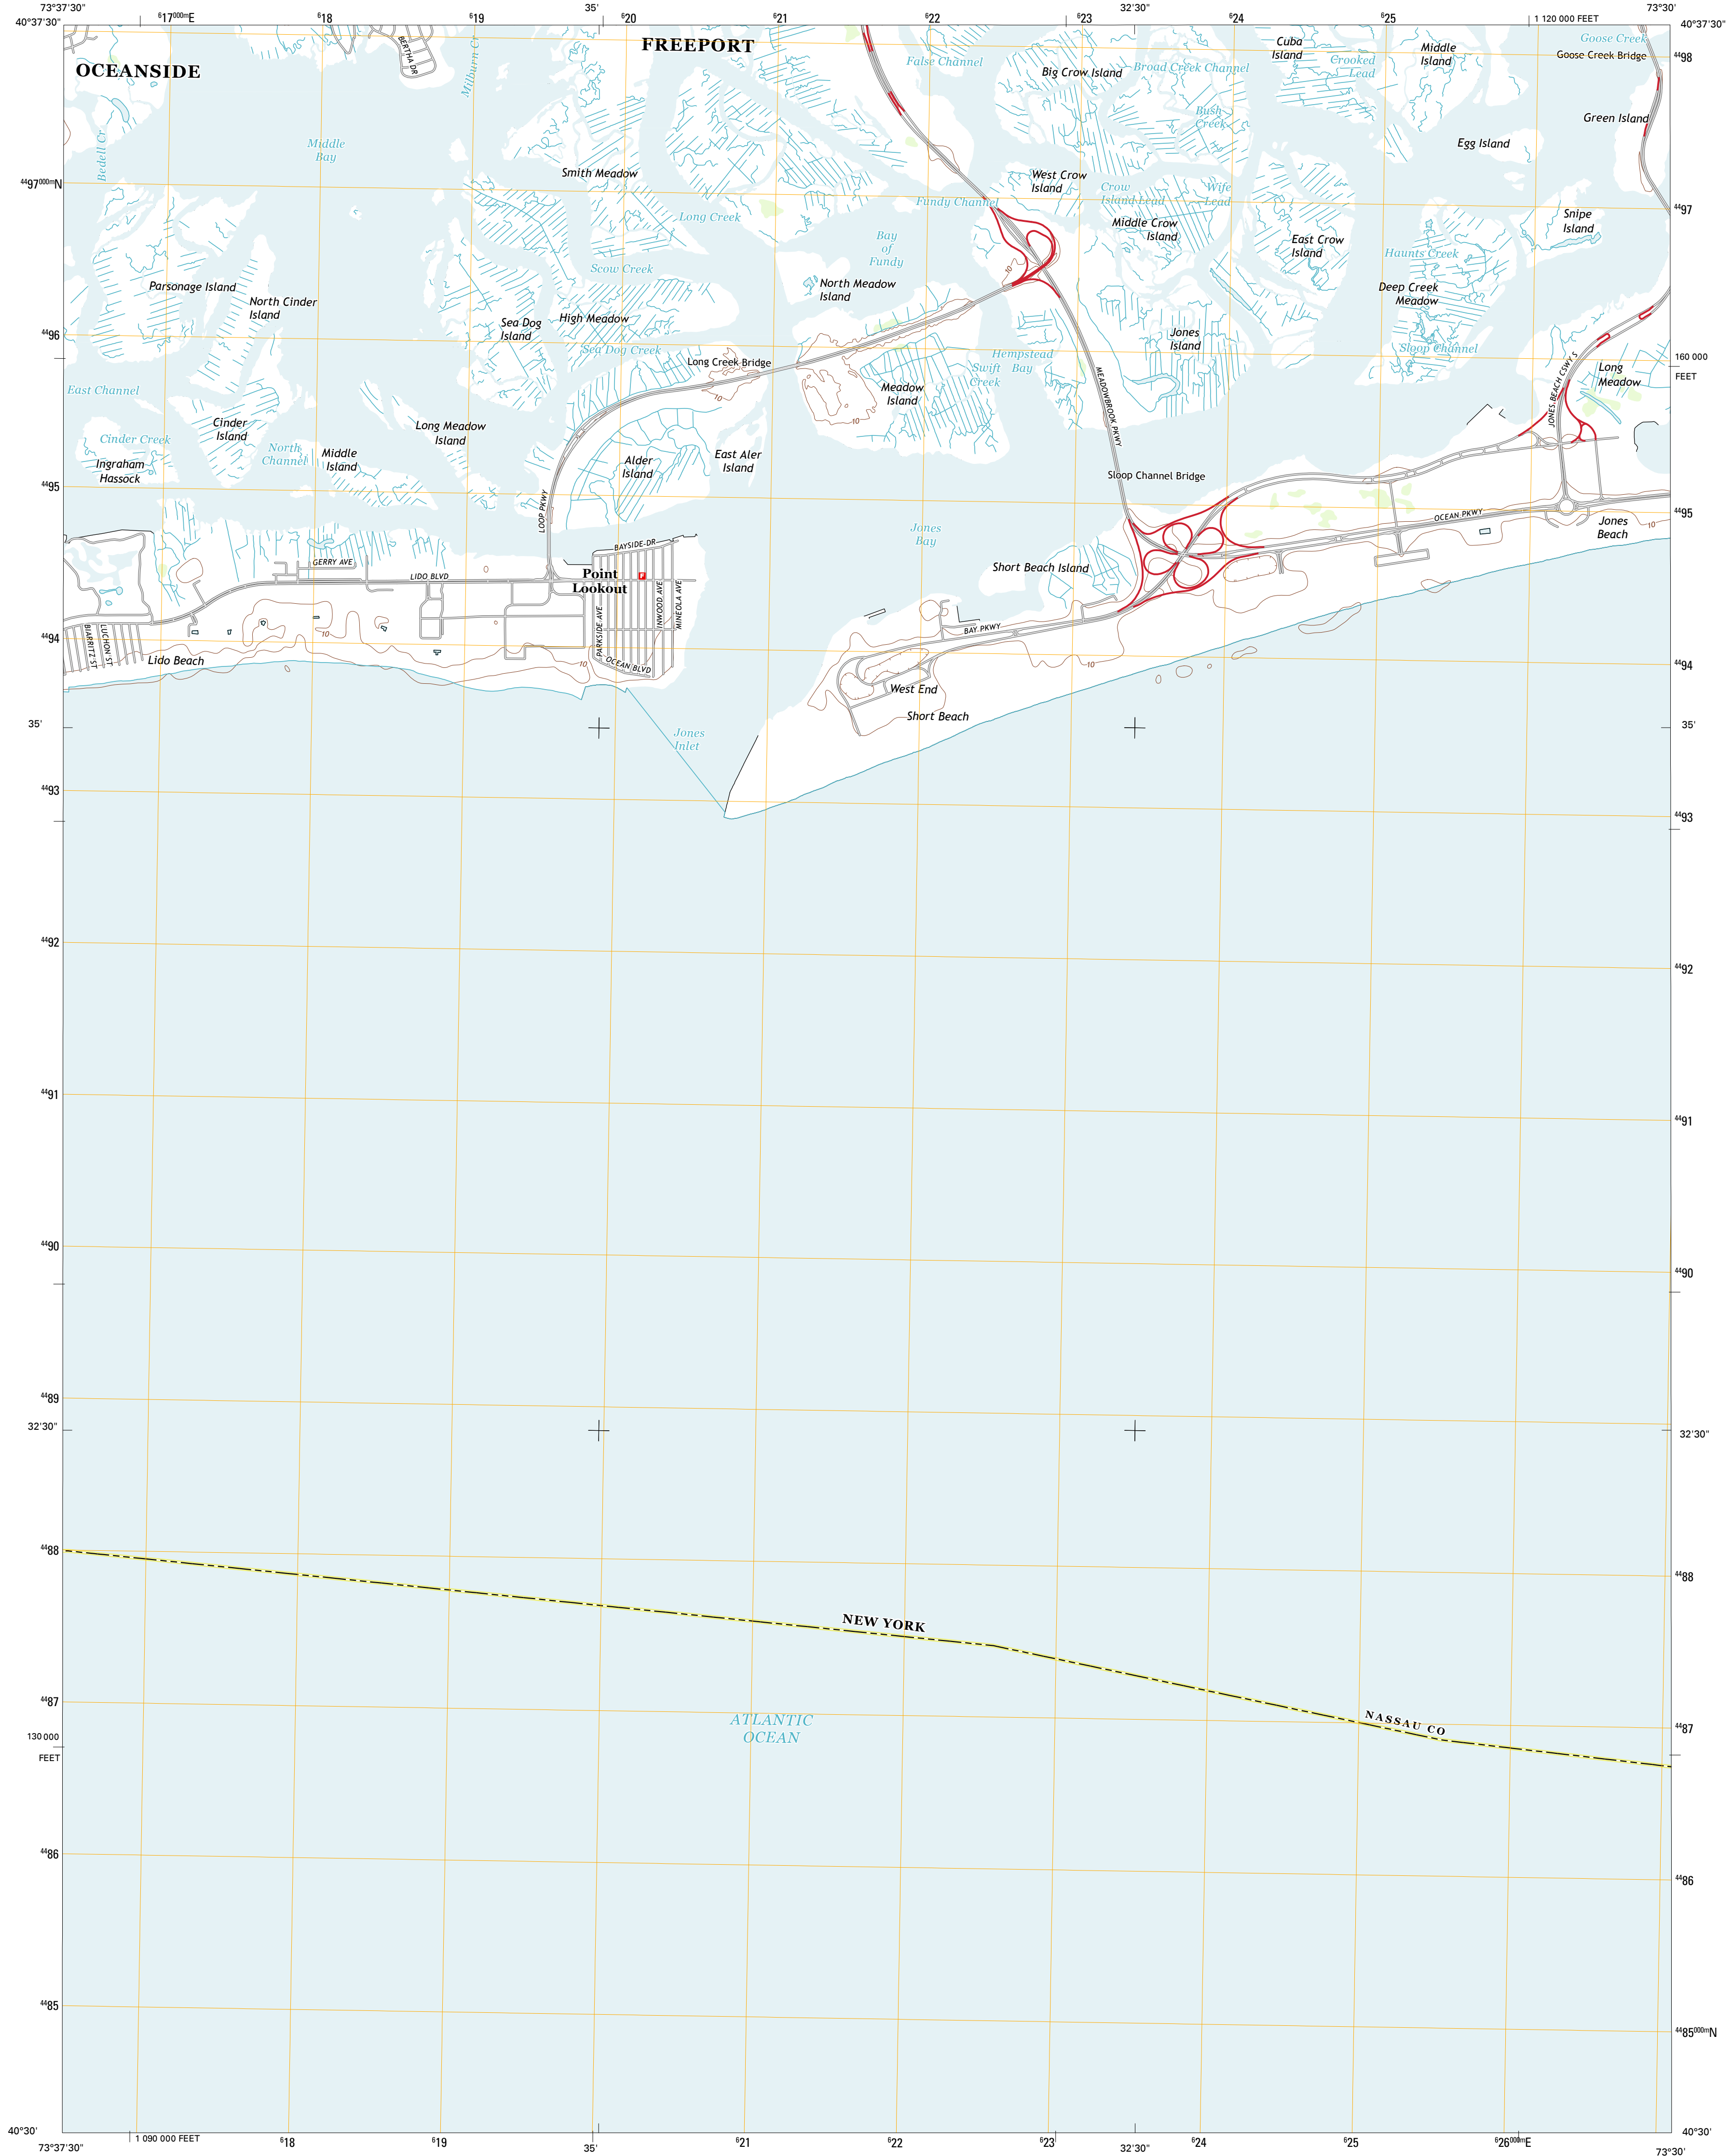 73°37'30"
⁶17⁰⁰⁰ᵐE
⁶18
⁶19
35'
⁶20
⁶21
⁶22
⁶23
32'30"
⁶24
⁶25
1 120 000 FEET
73°30'
40°37'30"
40°37'30"
OCEANSIDE
BERTHA DR
Milburn Cr
FREEPORT
False Channel
Big Crow Island
Broad Creek Channel
Cuba
Island
Crooked
Lead
Middle
Island
Goose Creek
Goose Creek Bridge
⁴⁴98
Bush
Creek
Green Island
Egg Island
Bedell Cr
Middle
Bay
Smith Meadow
West Crow
Island
Crow
Island Lead
Wife
Lead
⁴⁴97⁰⁰⁰ᵐN
Long Creek
Fundy Channel
Middle Crow
Island
Snipe
Island
⁴⁴97
Bay
of
Fundy
East Crow
Island
Haunts Creek
Scow Creek
Parsonage Island
North Cinder
Island
North Meadow
Island
10
Deep Creek
Meadow
Sea Dog
Island
High Meadow
Jones
Island
⁴⁴96
Sea Dog Creek
Long Creek Bridge
Hempstead
Bay
Swift
Creek
Sloop Channel
160 000
FEET
East Channel
Meadow
Island
MEADOWBROOK PKWY
JONES BEACH CSWY S
Long
Meadow
10
10
Cinder
Island
Long Meadow
Island
Cinder Creek
North
Channel
Middle
Island
Ingraham
Hassock
Alder
Island
East Aler
Island
Sloop Channel Bridge
⁴⁴95
LOOP PKWY
Jones
Bay
OCEAN PKWY
Jones
Beach
10
⁴⁴95
BAYSIDE DR
GERRY AVE
LIDO BLVD
Point
Lookout
F
Short Beach Island
PARKSIDE AVE
INWOOD AVE
MINEOLA AVE
BIARRITZ ST
LUCHON ST
10
BAY PKWY
⁴⁴94
Lido Beach
10
OCEAN BLVD
10
⁴⁴94
West End
Short Beach
35'
Jones
Inlet
35'
⁴⁴93
⁴⁴93
⁴⁴92
⁴⁴92
⁴⁴91
⁴⁴91
⁴⁴90
⁴⁴90
⁴⁴89
32'30"
32'30"
⁴⁴88
⁴⁴88
NEW YORK
⁴⁴87
NASSAU CO
⁴⁴87
ATLANTIC
OCEAN
130 000
FEET
⁴⁴86
⁴⁴86
⁴⁴85
⁴⁴85⁰⁰⁰ᵐN
40°30'
40°30'
73°37'30"
1 090 000 FEET
⁶18
⁶19
35'
⁶21
⁶22
⁶23
32'30"
⁶24
⁶25
⁶26⁰⁰⁰ᵐE
73°30'